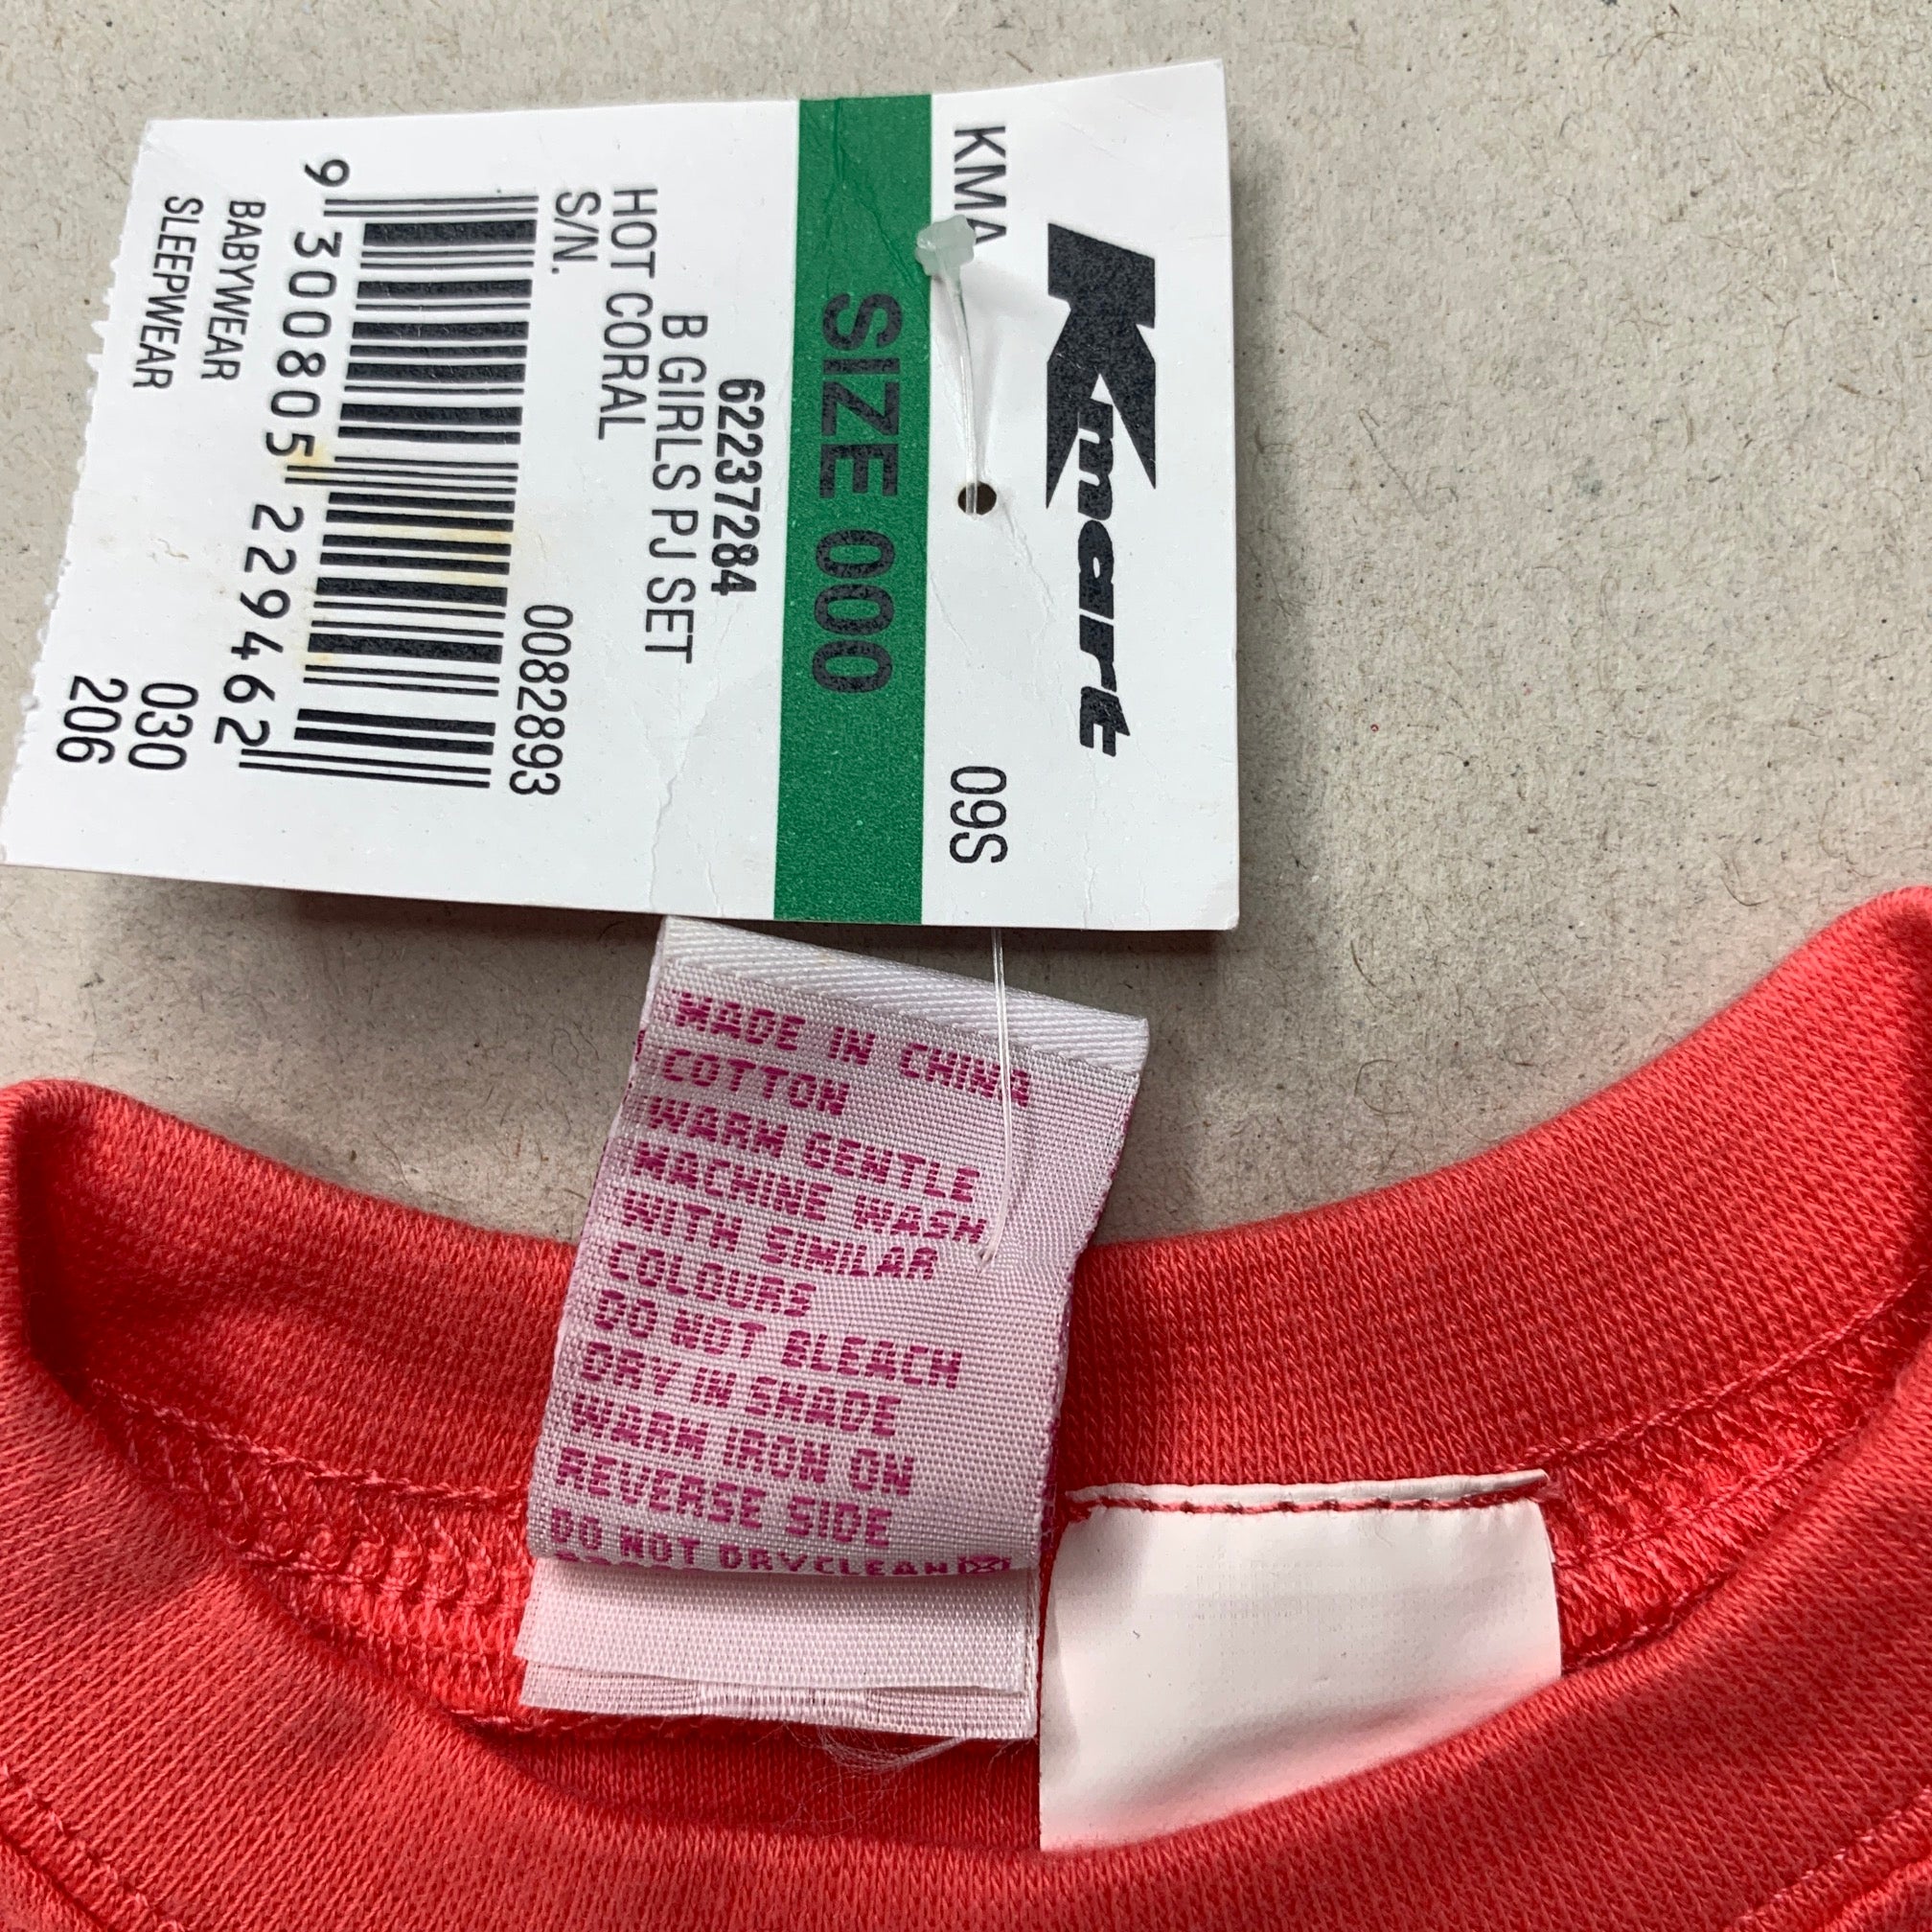 Kmart
KMA 09S
SIZE 000
62237284
B GIRLS PJ SET
HOT CORAL
S/N. 0082893
9 300805 229462
BABYWEAR 030
SLEEPWEAR 206
MADE IN CHINA
COTTON
WARM GENTLE
MACHINE WASH
WITH SIMILAR
COLOURS
DO NOT BLEACH
DRY IN SHADE
WARM IRON ON
REVERSE SIDE
DO NOT DRYCLEAN